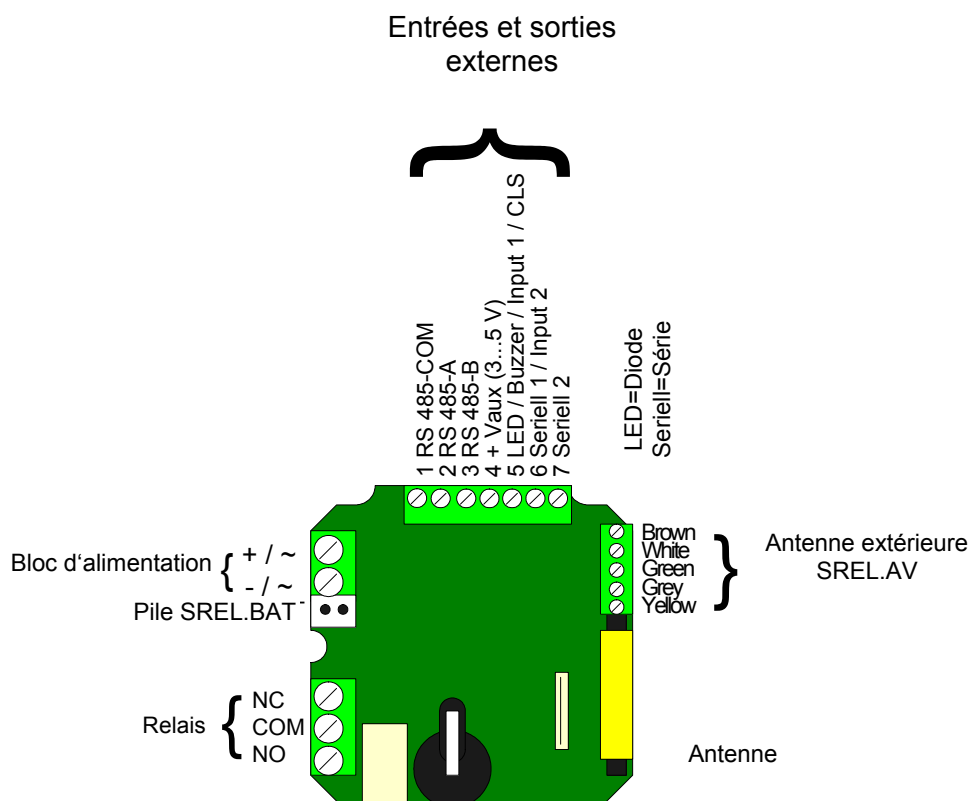 Entrées et sorties
externes
1 RS 485-COM
2 RS 485-A
3 RS 485-B
4 + Vaux (3...5 V)
5 LED / Buzzer / Input 1 / CLS
6 Seriell 1 / Input 2
7 Seriell 2
LED=Diode
Seriell=Série
Bloc d‘alimentation
+ / ~
- / ~
Pile SREL.BAT
-
Relais
NC
COM
NO
Brown
White
Green
Grey
Yellow
Antenne extérieure
SREL.AV
Antenne